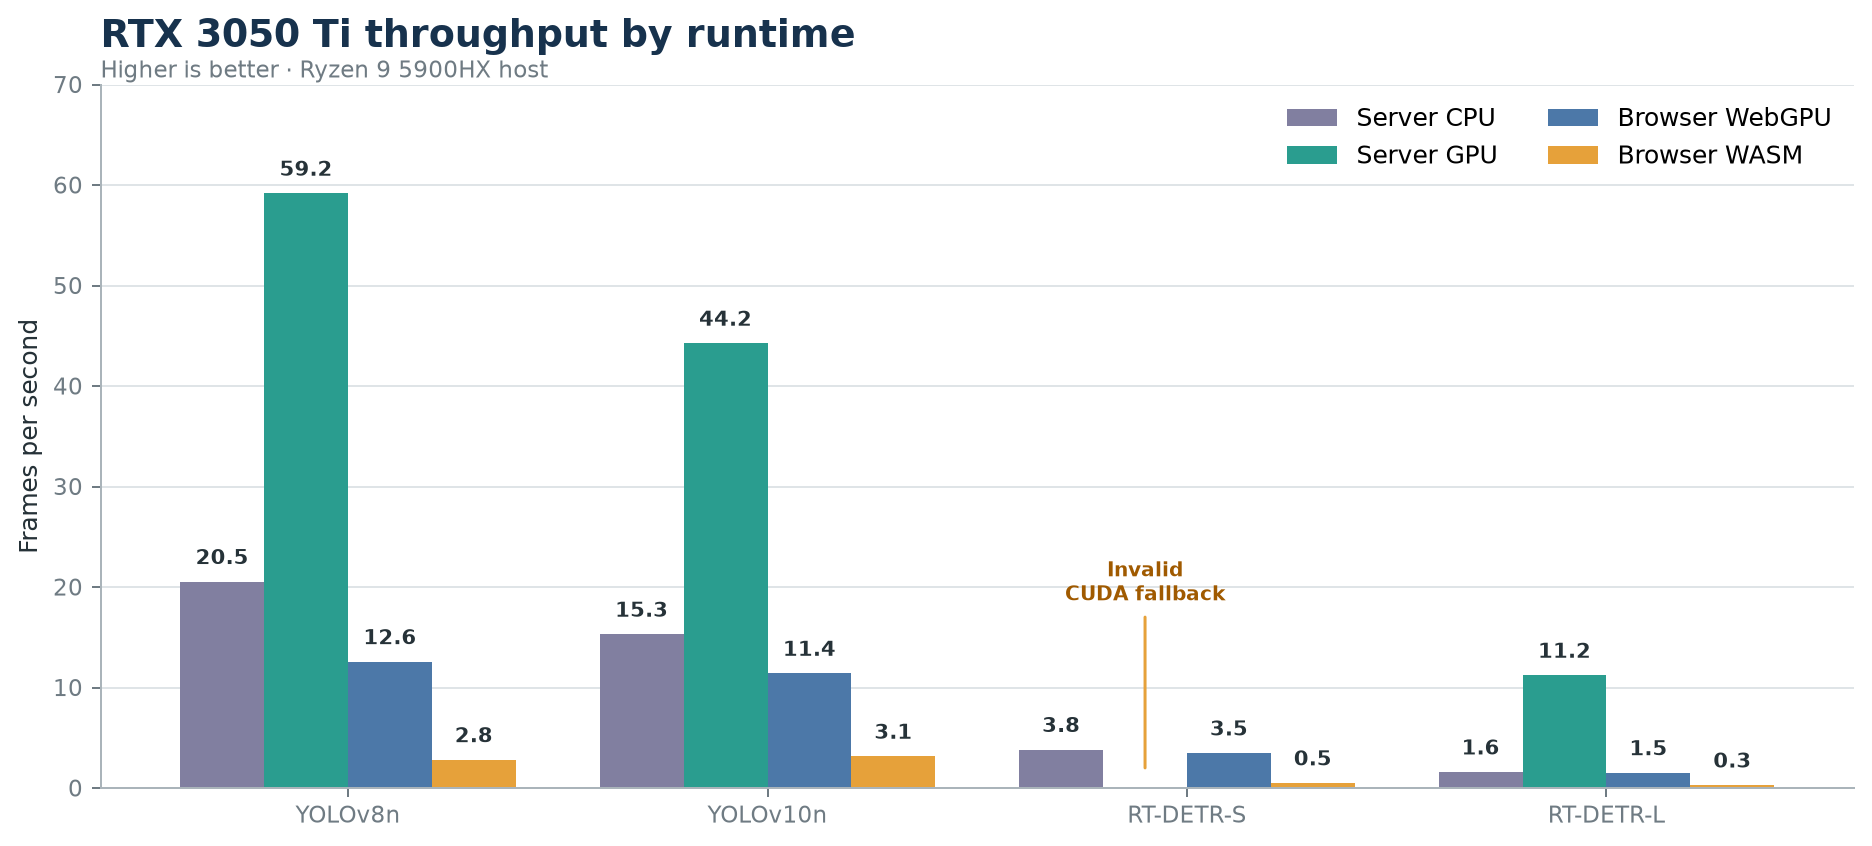 RTX 3050 Ti throughput by runtime
Higher is better · Ryzen 9 5900HX host
Server CPU
Server GPU
Browser WebGPU
Browser WASM
Frames per second
70
60
50
40
30
20
10
0
20.5
59.2
12.6
2.8
15.3
44.2
11.4
3.1
3.8
Invalid
CUDA fallback
3.5
0.5
1.6
11.2
1.5
0.3
YOLOv8n
YOLOv10n
RT-DETR-S
RT-DETR-L